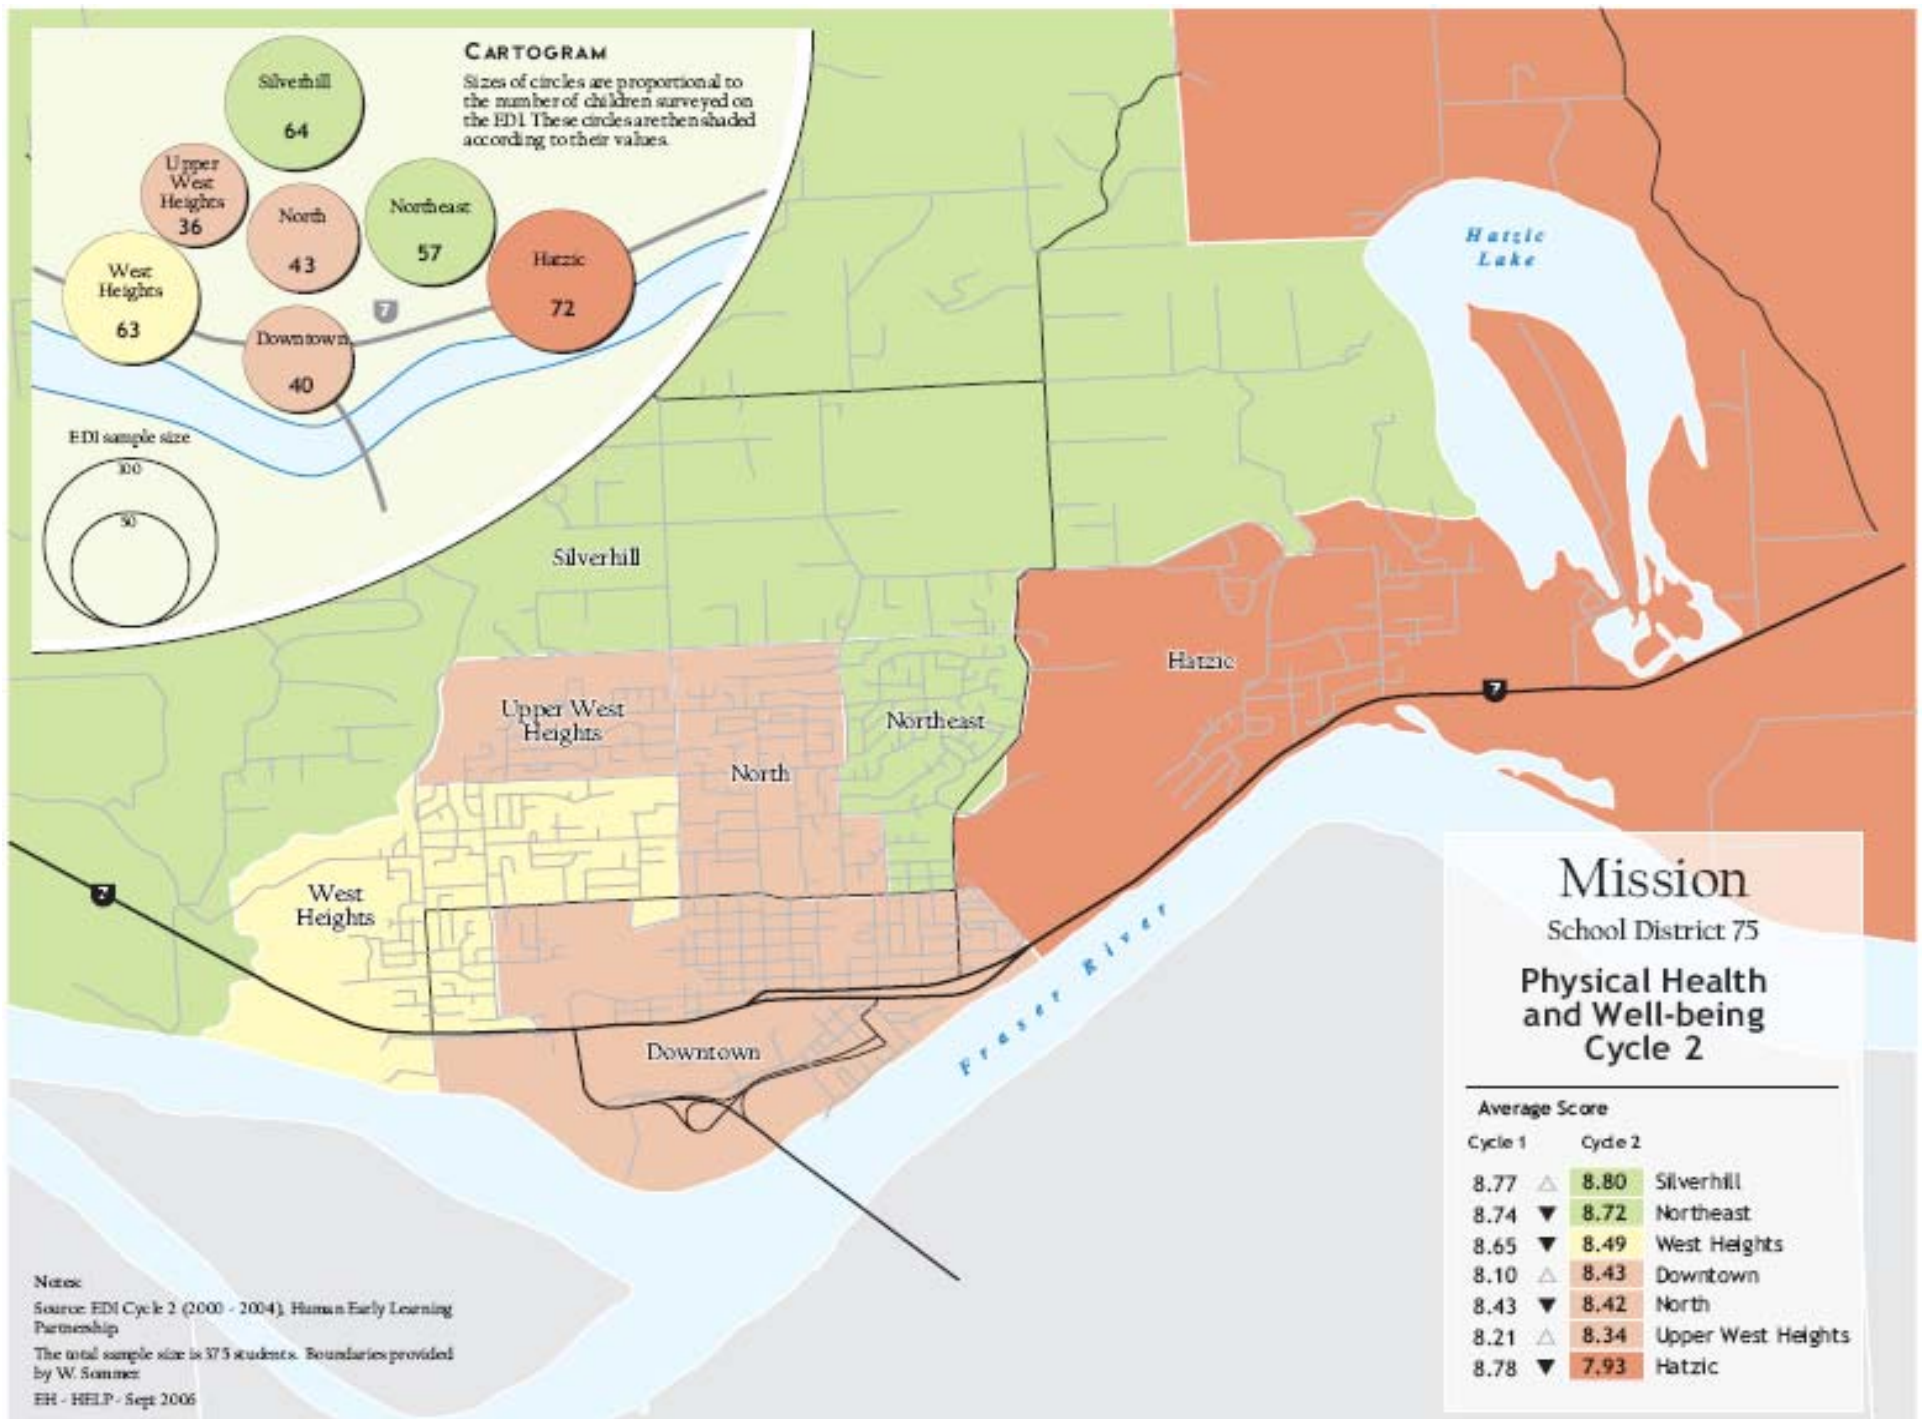 CARTOGRAM
Sizes of circles are proportional to
the number of children surveyed on
the EDI. These circles are then shaded
according to their values.
Silverhill
64
Upper
West
Heights
36
North
43
Northeast
57
Hatzic
72
West
Heights
63
Downtown
40
7
EDI sample size
100
50
Hatzic
Lake
Silverhill
Hatzic
7
Upper West
Heights
Northeast
North
West
Heights
7
Downtown
Fraser River
Mission
School District 75
Physical Health
and Well-being
Cycle 2
Average Score
Cycle 1 Cycle 2
8.77 △ 8.80 Silverhill
8.74 ▼ 8.72 Northeast
8.65 ▼ 8.49 West Heights
8.10 △ 8.43 Downtown
8.43 ▼ 8.42 North
8.21 △ 8.34 Upper West Heights
8.78 ▼ 7.93 Hatzic
Notes:
Source: EDI Cycle 2 (2000 - 2004), Human Early Learning
Partnership
The total sample size is 375 students. Boundaries provided
by W. Sommer.
EH - HELP - Sept 2006